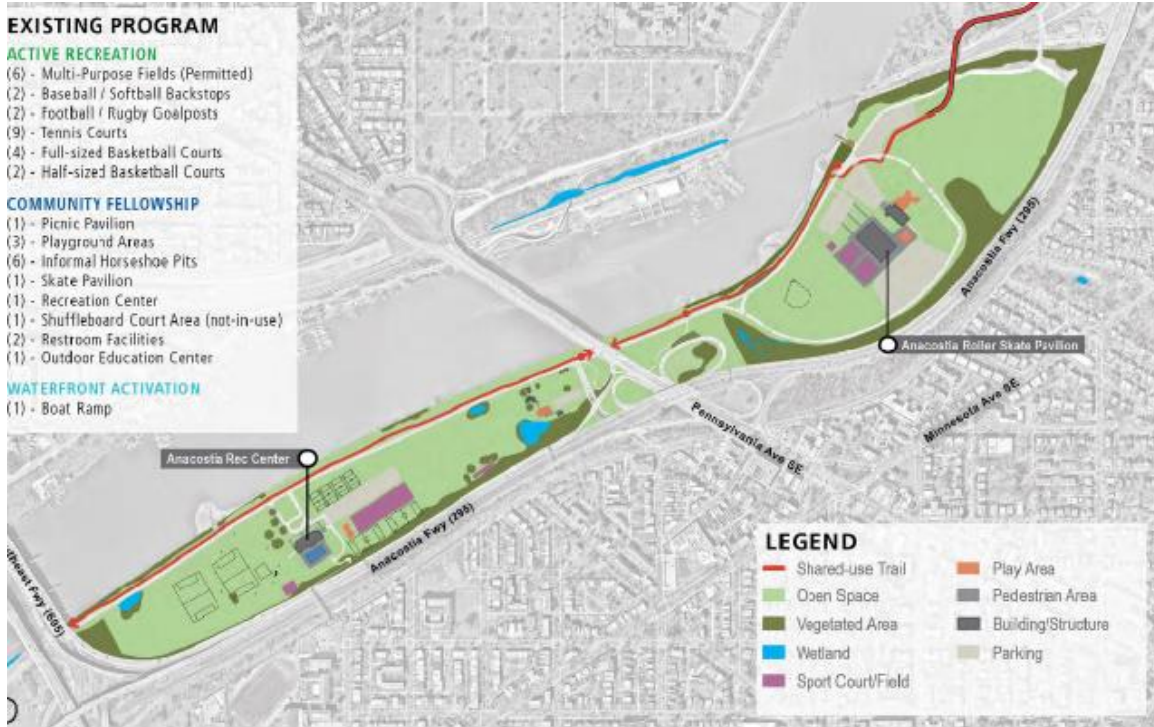 EXISTING PROGRAM
ACTIVE RECREATION
(6) - Multi-Purpose Fields (Permitted)
(2) - Baseball / Softball Backstops
(2) - Football / Rugby Goalposts
(9) - Tennis Courts
(4) - Full-sized Basketball Courts
(2) - Half-sized Basketball Courts
COMMUNITY FELLOWSHIP
(1) - Picnic Pavilion
(3) - Playground Areas
(6) - Informal Horseshoe Pits
(1) - Skate Pavilion
(1) - Recreation Center
(1) - Shuffleboard Court Area (not-in-use)
(2) - Restroom Facilities
(1) - Outdoor Education Center
WATERFRONT ACTIVATION
(1) - Boat Ramp
Anacostia Fwy (295)
Anacostia Roller Skate Pavilion
Minnesota Ave SE
Pennsylvania Ave SE
Anacostia Rec Center
Anacostia Fwy (295)
theast Fwy (695)
LEGEND
Shared-use Trail
Open Space
Vegetated Area
Wetland
Sport Court/Field
Play Area
Pedestrian Area
Building/Structure
Parking